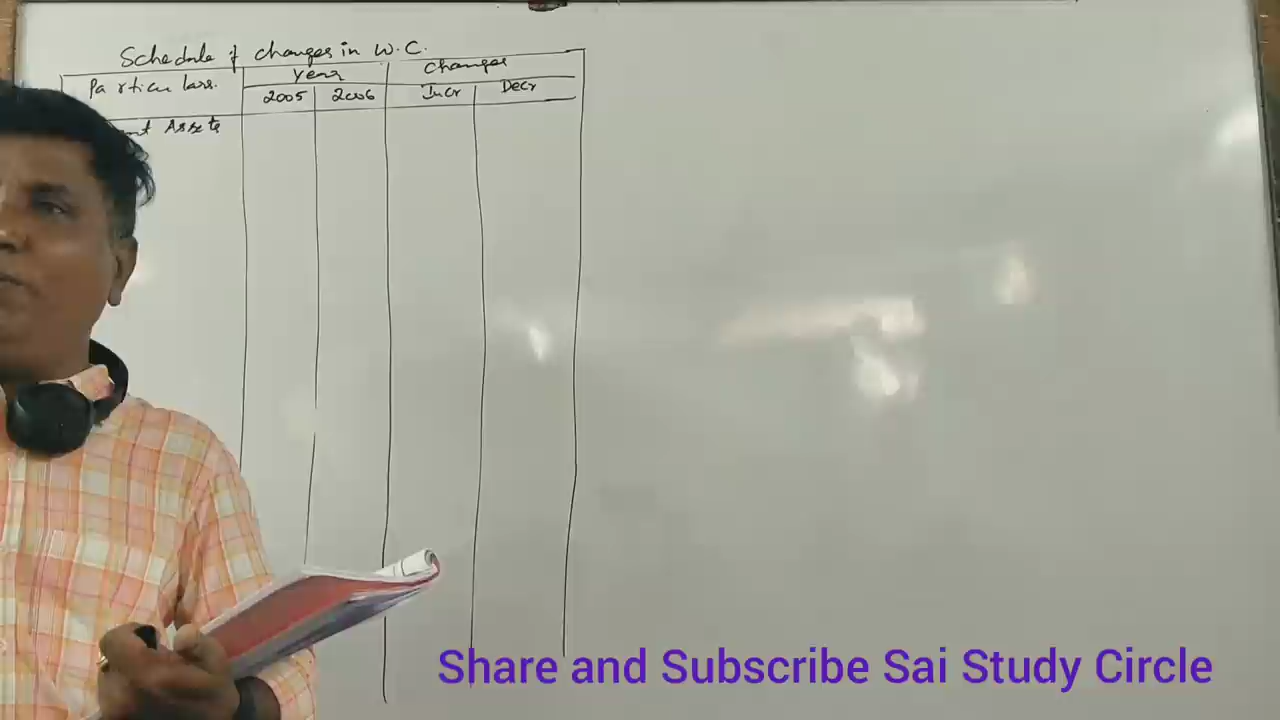 Schedule of changes in W.C.
Particulars. Year Changes
2005 2006 Incr Decr
Assets
Share and Subscribe Sai Study Circle